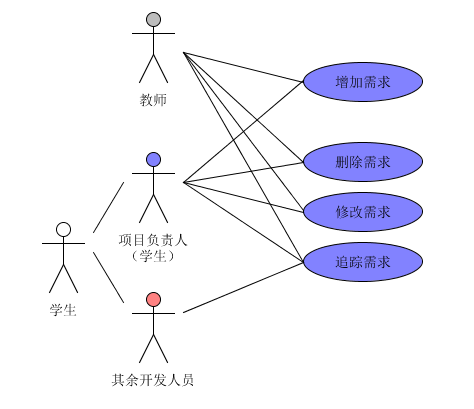 教师
增加需求
删除需求
修改需求
项目负责人
（学生）
追踪需求
学生
其余开发人员